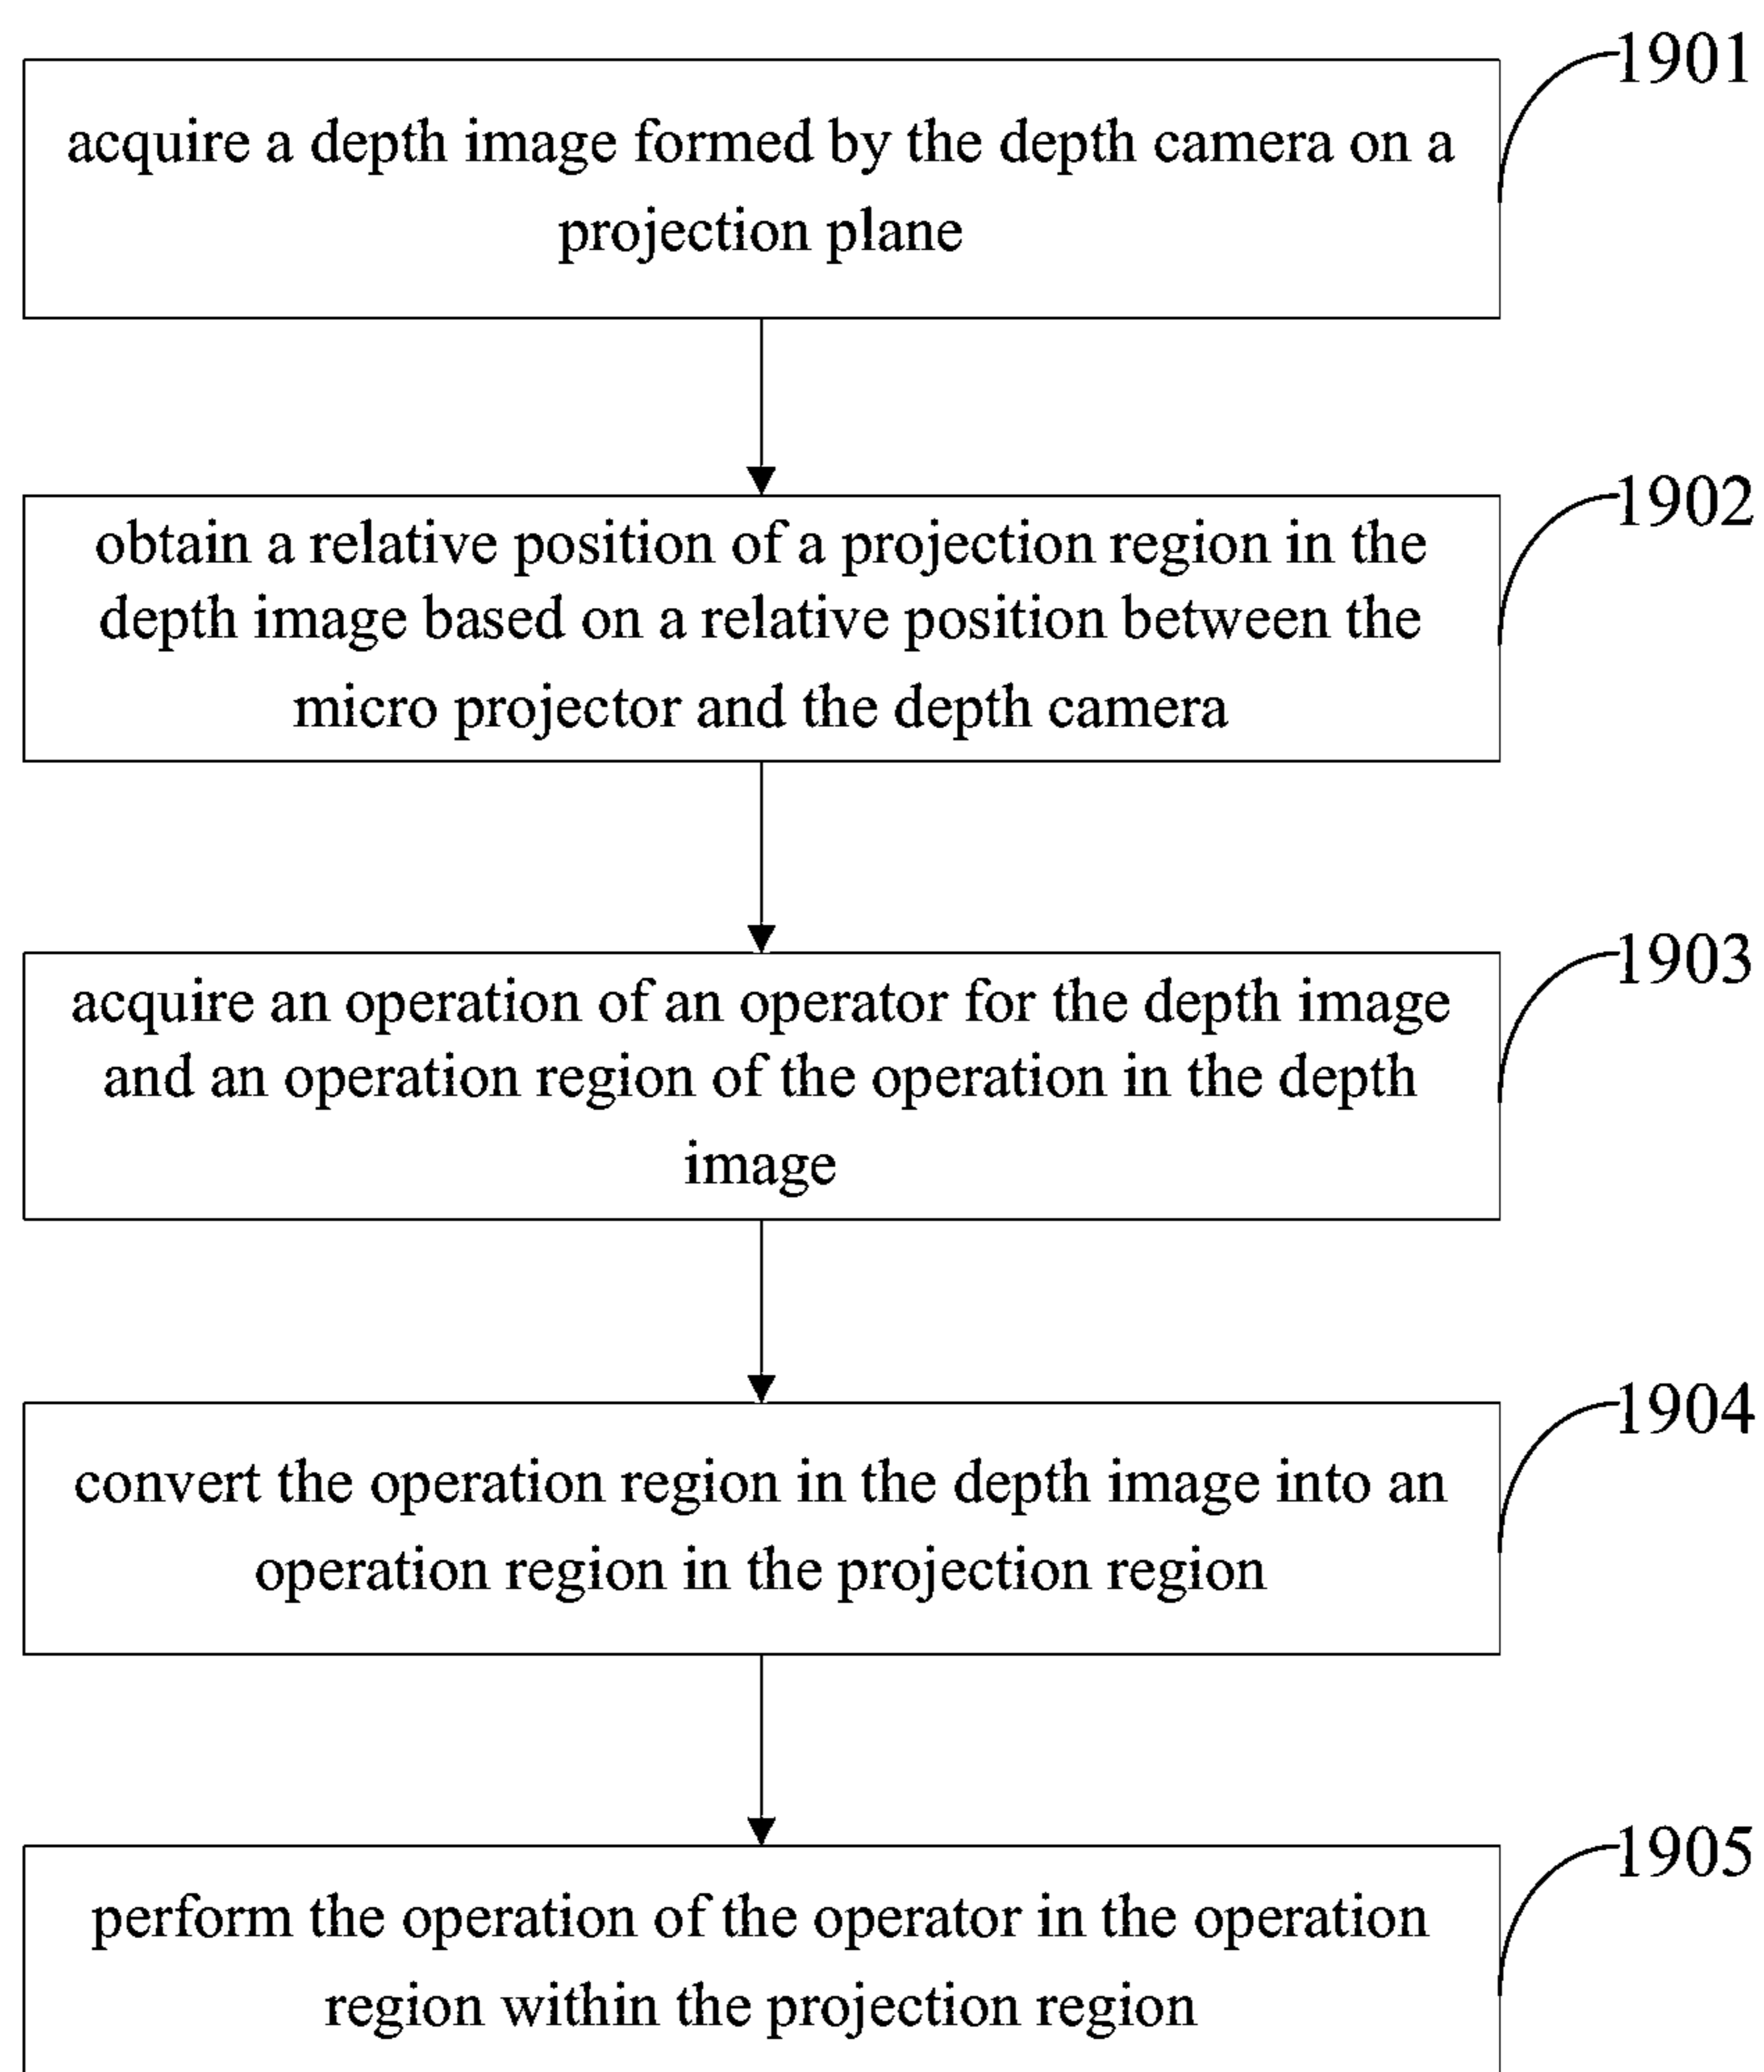 1901
acquire a depth image formed by the depth camera on a
projection plane
1902
obtain a relative position of a projection region in the
depth image based on a relative position between the
micro projector and the depth camera
1903
acquire an operation of an operator for the depth image
and an operation region of the operation in the depth
image
1904
convert the operation region in the depth image into an
operation region in the projection region
1905
perform the operation of the operator in the operation
region within the projection region